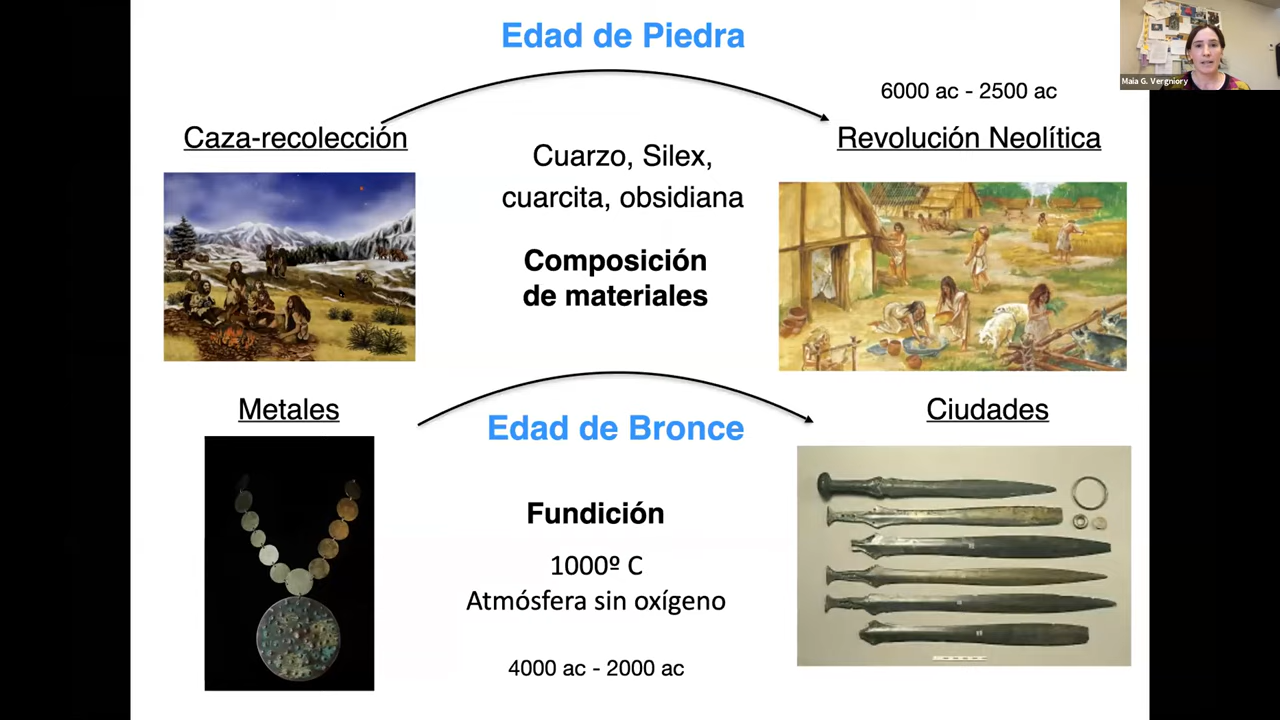 Edad de Piedra
Maia G. Vergniory
6000 ac - 2500 ac
Caza-recolección
Revolución Neolítica
Cuarzo, Silex,
cuarcita, obsidiana
Composición
de materiales
Metales
Edad de Bronce
Ciudades
Fundición
1000º C
Atmósfera sin oxígeno
4000 ac - 2000 ac